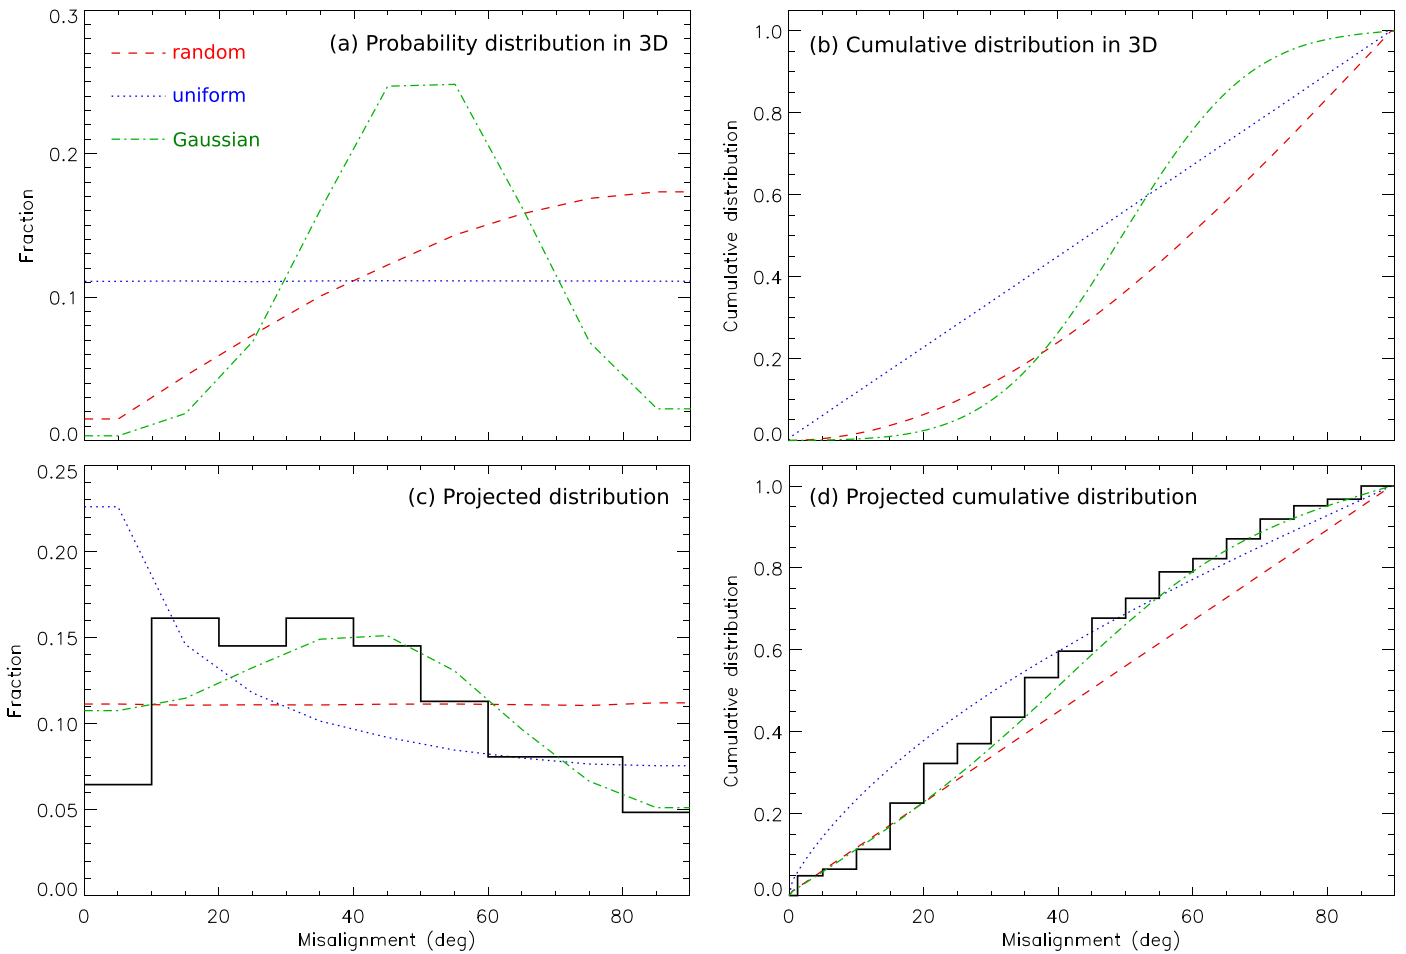 (a) Probability distribution in 3D
random
uniform
Gaussian
0.3
0.2
0.1
0.0
Fraction
(b) Cumulative distribution in 3D
1.0
0.8
0.6
0.4
0.2
0.0
Cumulative distribution
(c) Projected distribution
0.25
0.20
0.15
0.10
0.05
0.00
Fraction
0 20 40 60 80
Misalignment (deg)
(d) Projected cumulative distribution
1.0
0.8
0.6
0.4
0.2
0.0
Cumulative distribution
0 20 40 60 80
Misalignment (deg)